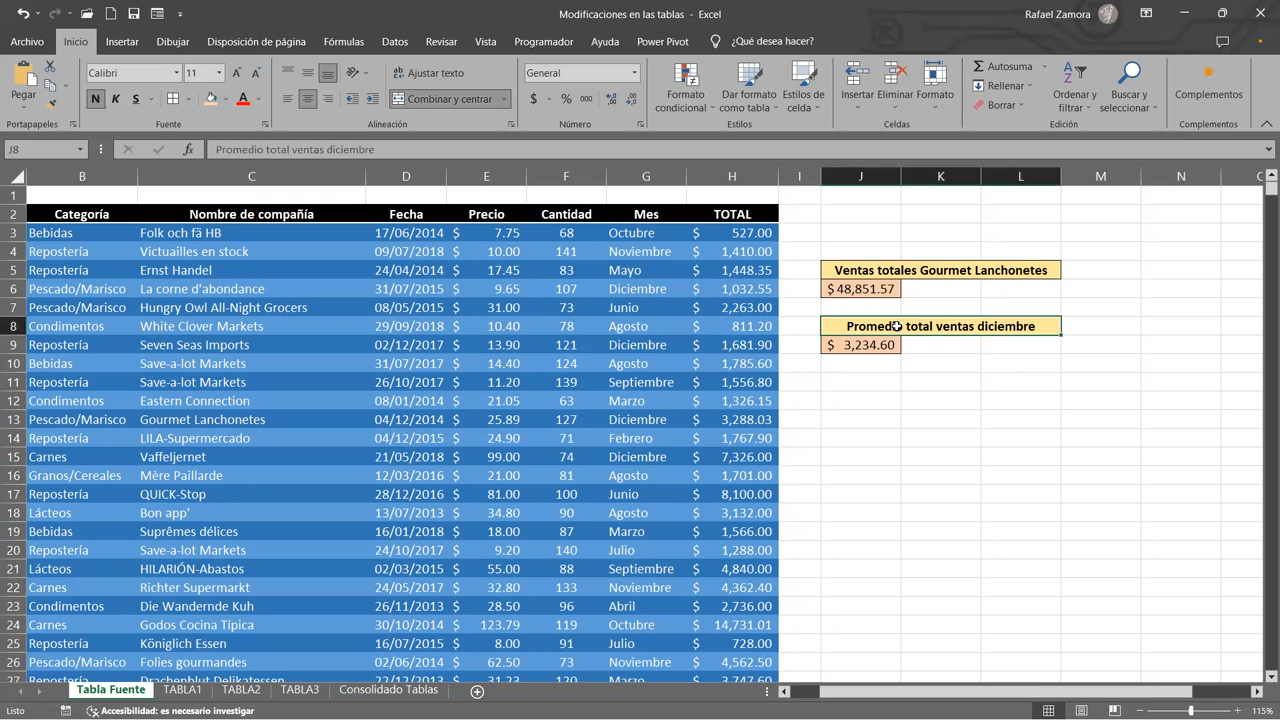 Modificaciones en las tablas - Excel
Rafael Zamora
Archivo Inicio Insertar Dibujar Disposición de página Fórmulas Datos Revisar Vista Programador Ayuda Power Pivot ¿Qué desea hacer?
Pegar
Calibri 11
N K S
Ajustar texto
Combinar y centrar
General
$ % 000
Formato condicional
Dar formato como tabla
Estilos de celda
Insertar Eliminar Formato
Autosuma
Rellenar
Borrar
Ordenar y filtrar
Buscar y seleccionar
Complementos
Portapapeles Fuente Alineación Número Estilos Celdas Edición Complementos
J8 fx Promedio total ventas diciembre
B C D E F G H I J K L M N
1
2 Categoría Nombre de compañía Fecha Precio Cantidad Mes TOTAL
3 Bebidas Folk och fä HB 17/06/2014 $ 7.75 68 Octubre $ 527.00
4 Repostería Victuailles en stock 09/07/2018 $ 10.00 141 Noviembre $ 1,410.00
5 Repostería Ernst Handel 24/04/2014 $ 17.45 83 Mayo $ 1,448.35 Ventas totales Gourmet Lanchonetes
6 Pescado/Marisco La corne d'abondance 31/07/2015 $ 9.65 107 Diciembre $ 1,032.55 $ 48,851.57
7 Pescado/Marisco Hungry Owl All-Night Grocers 08/07/2015 $ 31.00 73 Junio $ 2,263.00
8 Condimentos White Clover Markets 29/09/2018 $ 10.40 78 Agosto $ 811.20 Promedio total ventas diciembre
9 Repostería Seven Seas Imports 02/12/2017 $ 13.90 121 Diciembre $ 1,681.90 $ 3,234.60
10 Bebidas Save-a-lot Markets 31/07/2017 $ 14.40 124 Diciembre $ 1,785.60
11 Pescado/Marisco Save-a-lot Markets 26/10/2017 $ 11.20 139 Septiembre $ 1,556.80
12 Condimentos Eastern Connection 08/01/2014 $ 21.05 63 Marzo $ 1,326.15
13 Pescado/Marisco Gourmet Lanchonetes 04/12/2014 $ 25.89 127 Diciembre $ 3,288.03
14 Repostería LILA-Supermercado 04/12/2015 $ 24.90 71 Febrero $ 1,767.90
15 Carnes Vaffeljernet 21/05/2018 $ 99.00 74 Diciembre $ 7,326.00
16 Granos/Cereales Mère Paillarde 12/03/2016 $ 21.00 81 Agosto $ 1,701.00
17 Repostería QUICK-Stop 28/12/2016 $ 81.00 100 Junio $ 8,100.00
18 Lácteos Bon app' 13/07/2013 $ 34.80 90 Agosto $ 3,132.00
19 Bebidas Suprêmes délices 16/01/2018 $ 18.00 87 Marzo $ 1,566.00
20 Repostería Save-a-lot Markets 24/10/2017 $ 9.20 140 Julio $ 1,288.00
21 Lácteos HILARIÓN-Abastos 02/03/2015 $ 55.00 88 Septiembre $ 4,840.00
22 Carnes Richter Supermarkt 24/05/2017 $ 32.80 133 Noviembre $ 4,362.40
23 Condimentos Die Wandernde Kuh 26/11/2013 $ 28.50 96 Abril $ 2,736.00
24 Carnes Godos Cocina Típica 30/10/2014 $ 123.79 119 Octubre $ 14,731.01
25 Repostería Königlich Essen 16/07/2015 $ 8.00 91 Julio $ 728.00
26 Pescado/Marisco Folies gourmandes 02/06/2014 $ 62.50 73 Noviembre $ 4,562.50
27 Repostería Drachenblut Delikatessen 22/12/2013 $ 31.23 120 Marzo $ 3,747.60
Tabla Fuente TABLA1 TABLA2 TABLA3 Consolidado Tablas
Listo Accesibilidad: es necesario investigar 115%